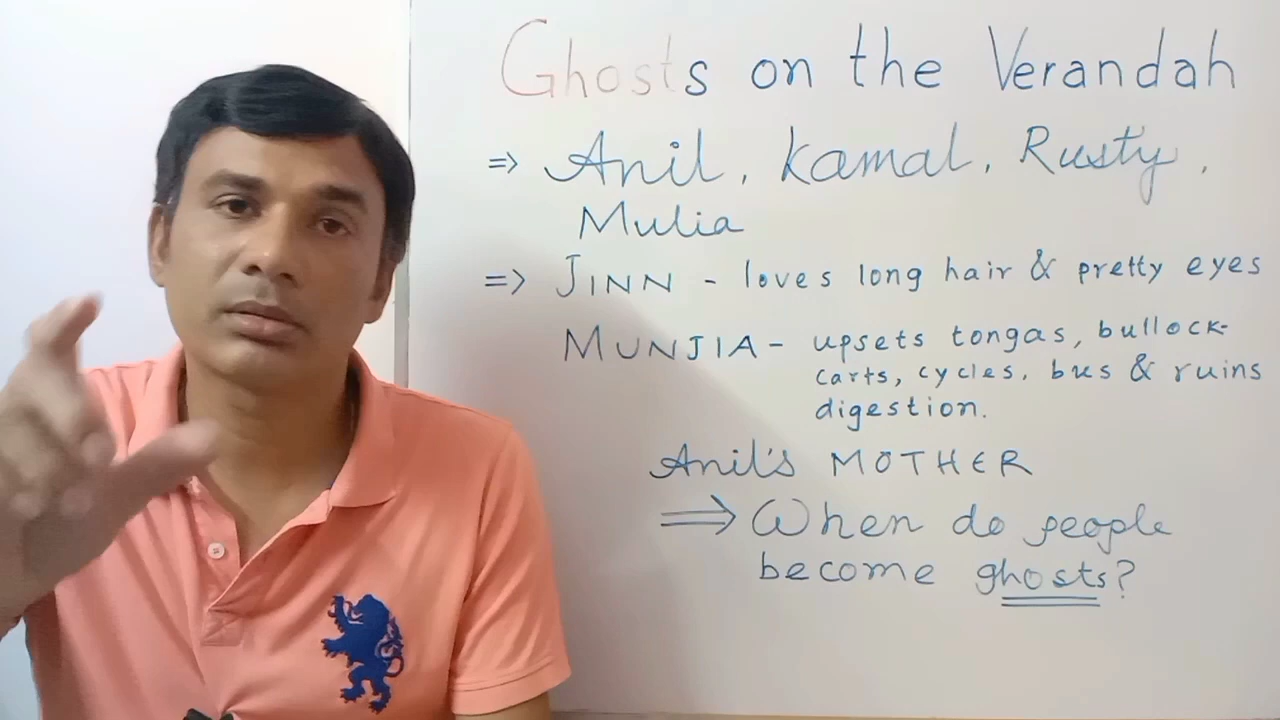 Ghosts on the Verandah
=> Anil, Kamal, Rusty,
Mulia
=> JINN - loves long hair & pretty eyes
MUNJIA - upsets tongas, bullock-
carts, cycles, bus & ruins
digestion.
Anil's MOTHER
=> When do people
become ghosts?